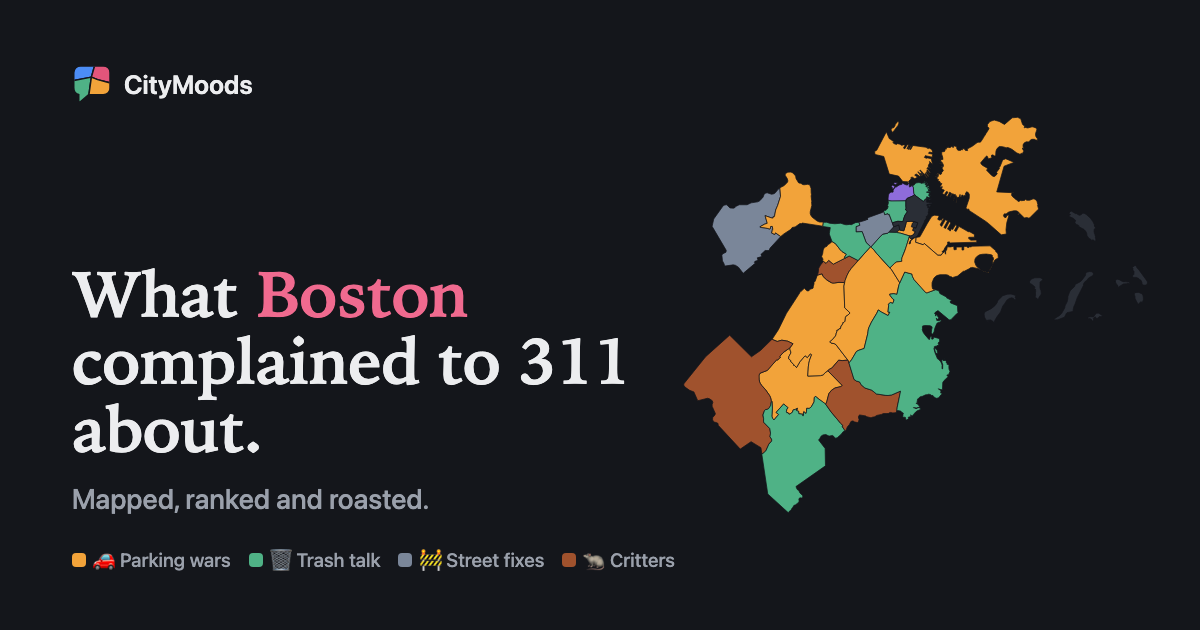 CityMoods
What Boston
complained to 311
about.
Mapped, ranked and roasted.
🚗 Parking wars 🗑️ Trash talk 🚧 Street fixes 🐀 Critters